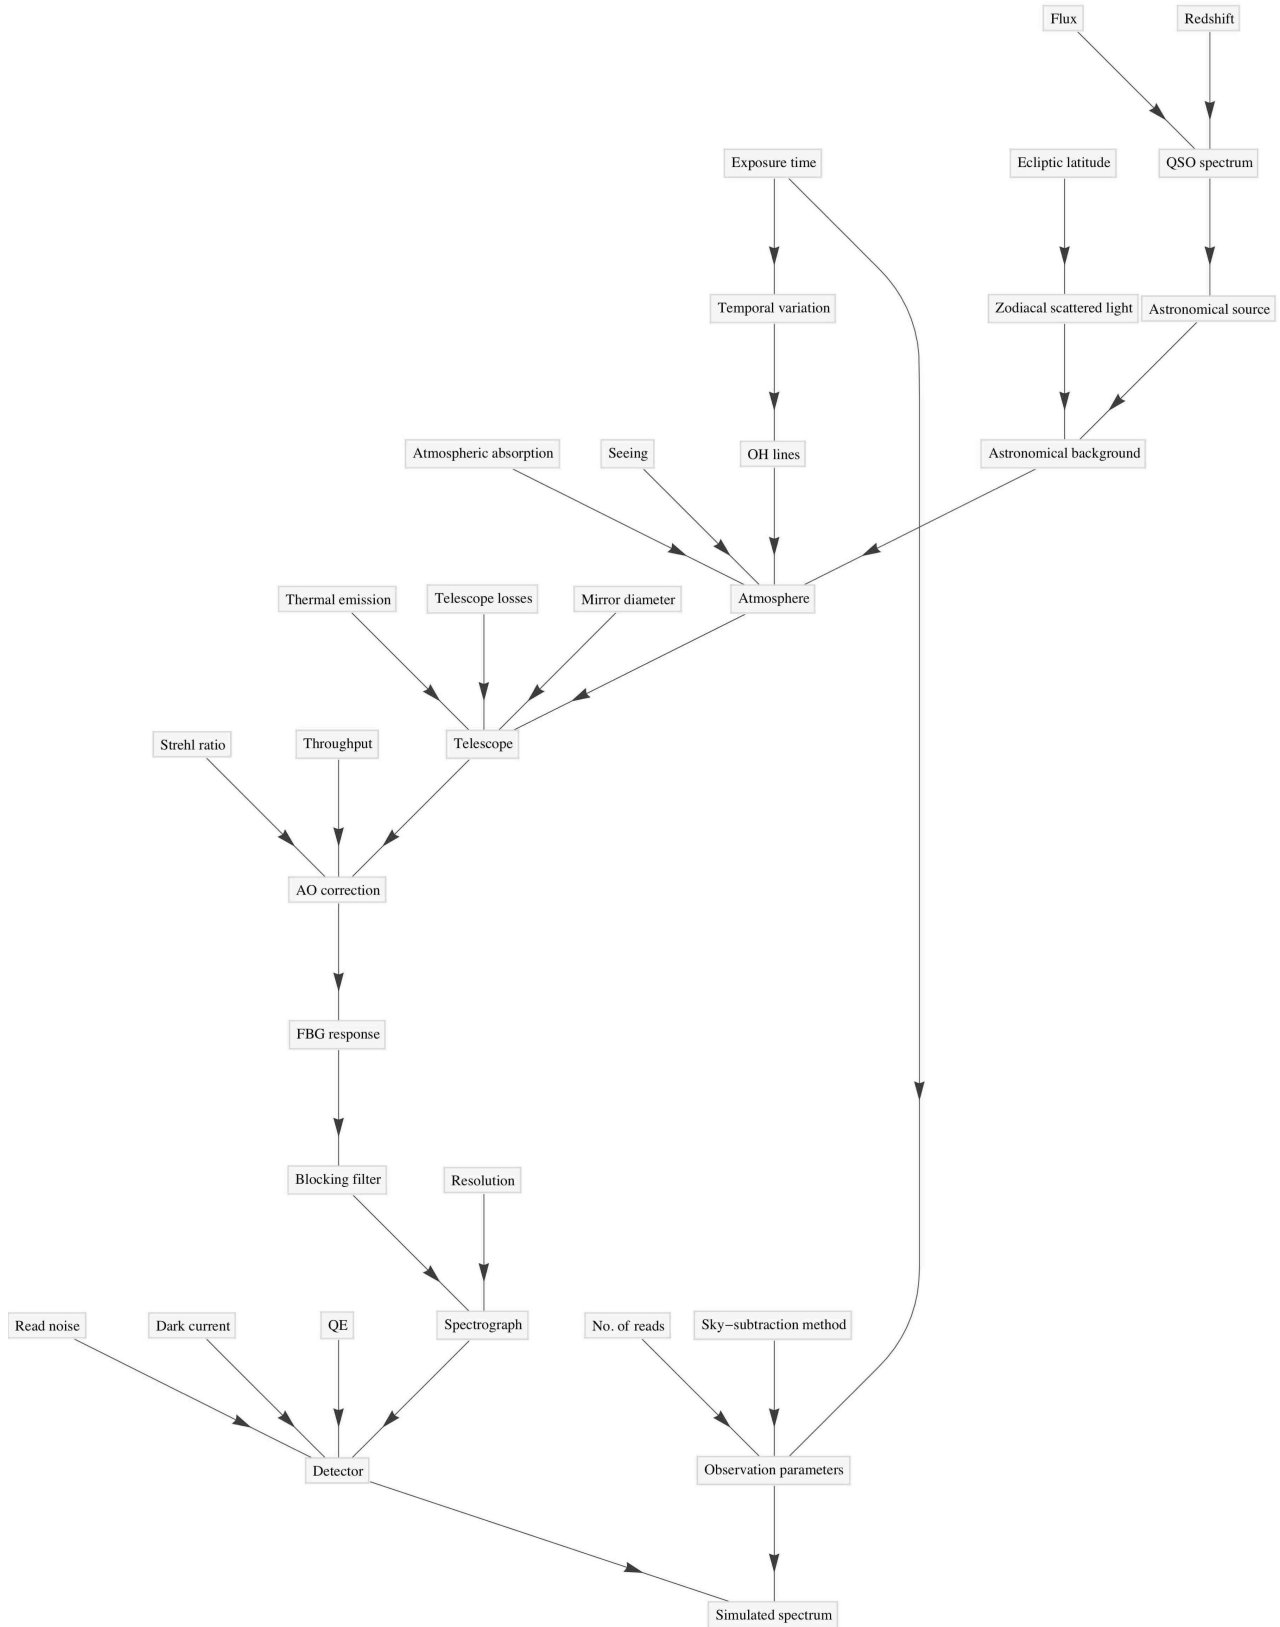 Flux
Redshift
Exposure time
Ecliptic latitude
QSO spectrum
Temporal variation
Zodiacal scattered light
Astronomical source
Atmospheric absorption
Seeing
OH lines
Astronomical background
Thermal emission
Telescope losses
Mirror diameter
Atmosphere
Strehl ratio
Throughput
Telescope
AO correction
FBG response
Blocking filter
Resolution
Read noise
Dark current
QE
Spectrograph
No. of reads
Sky−subtraction method
Detector
Observation parameters
Simulated spectrum